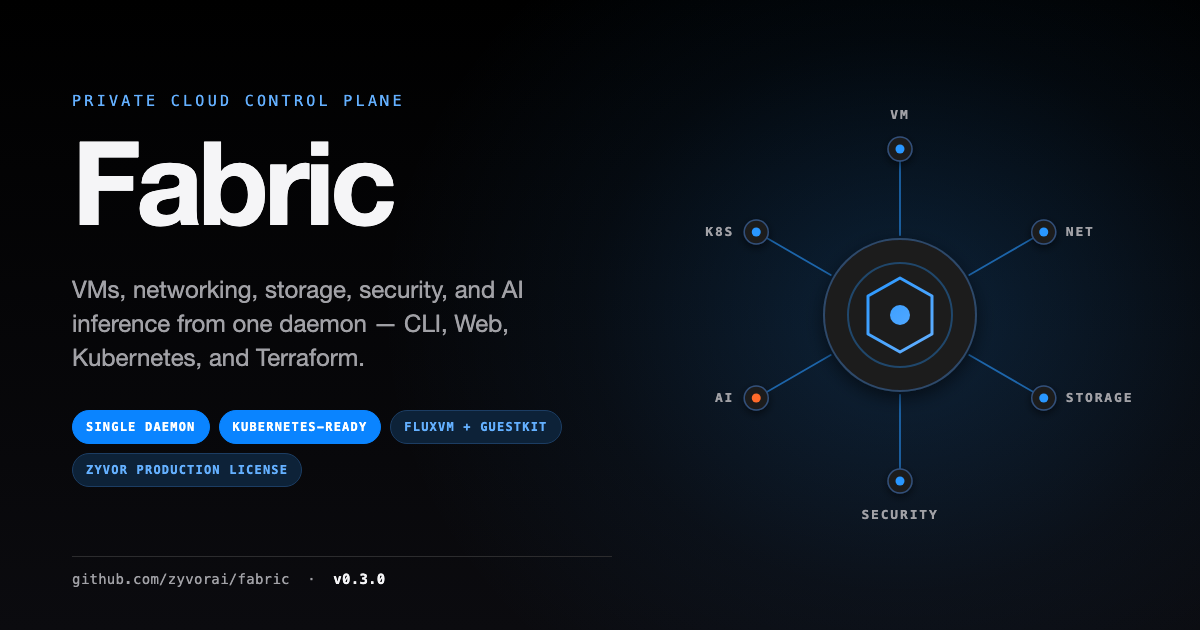 PRIVATE CLOUD CONTROL PLANE
Fabric
VMs, networking, storage, security, and AI
inference from one daemon — CLI, Web,
Kubernetes, and Terraform.
SINGLE DAEMON
KUBERNETES-READY
FLUXVM + GUESTKIT
ZYVOR PRODUCTION LICENSE
github.com/zyvorai/fabric · v0.3.0
VM
K8S
NET
AI
STORAGE
SECURITY